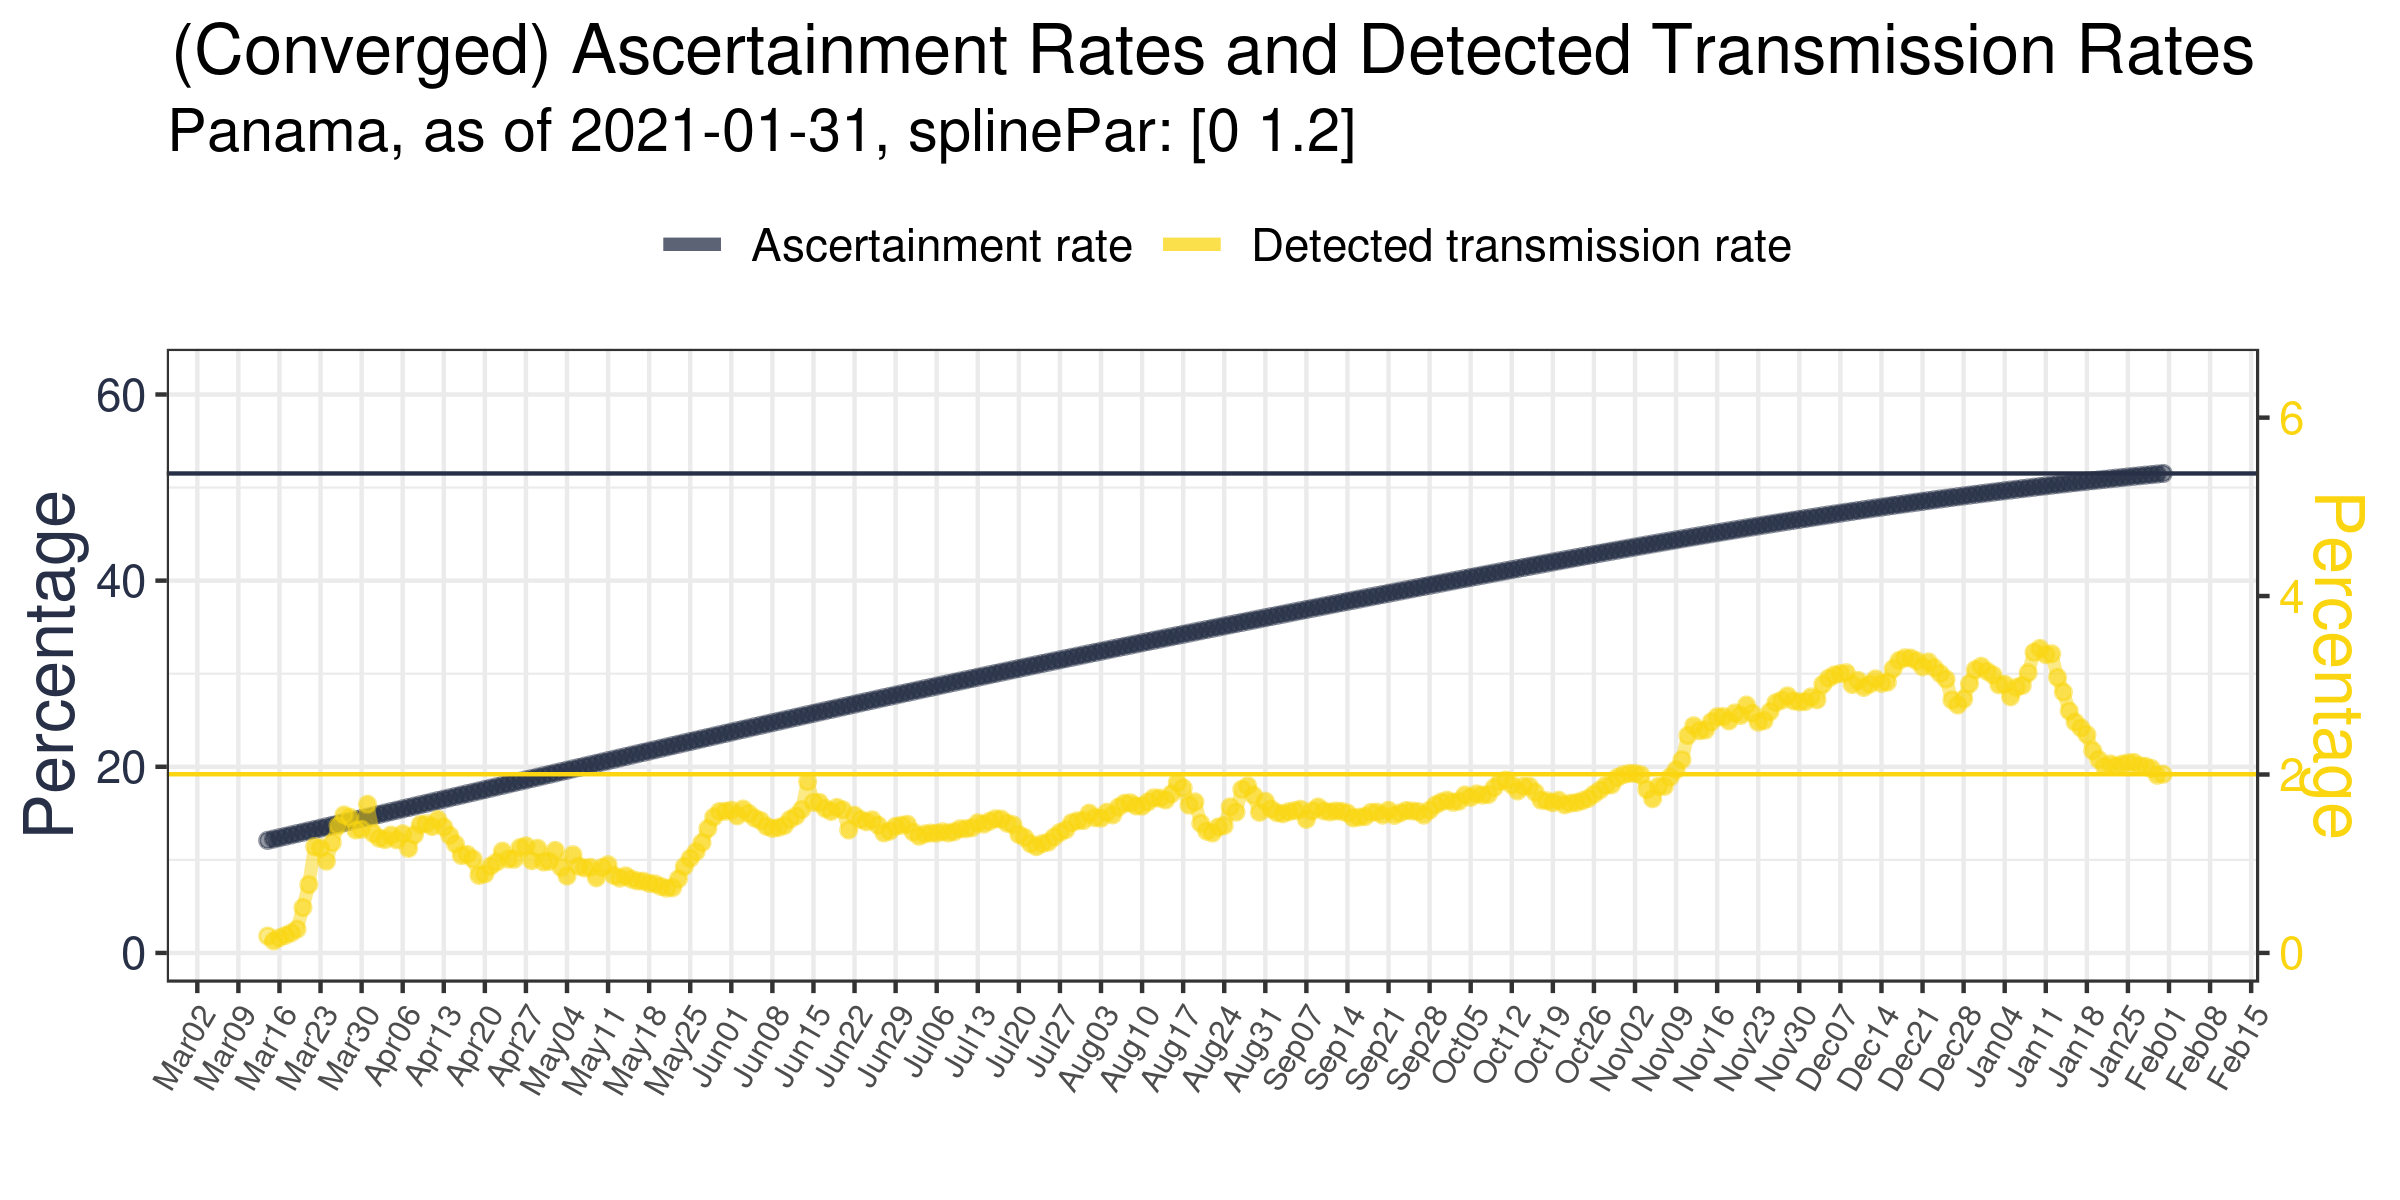 (Converged) Ascertainment Rates and Detected Transmission Rates
Panama, as of 2021-01-31, splinePar: [0 1.2]
Ascertainment rate Detected transmission rate
Percentage
60
40
20
0
6
4
2
0
Percentage
Mar02 Mar09 Mar16 Mar23 Mar30 Apr06 Apr13 Apr20 Apr27 May04 May11 May18 May25 Jun01 Jun08 Jun15 Jun22 Jun29 Jul06 Jul13 Jul20 Jul27 Aug03 Aug10 Aug17 Aug24 Aug31 Sep07 Sep14 Sep21 Sep28 Oct05 Oct12 Oct19 Oct26 Nov02 Nov09 Nov16 Nov23 Nov30 Dec07 Dec14 Dec21 Dec28 Jan04 Jan11 Jan18 Jan25 Feb01 Feb08 Feb15